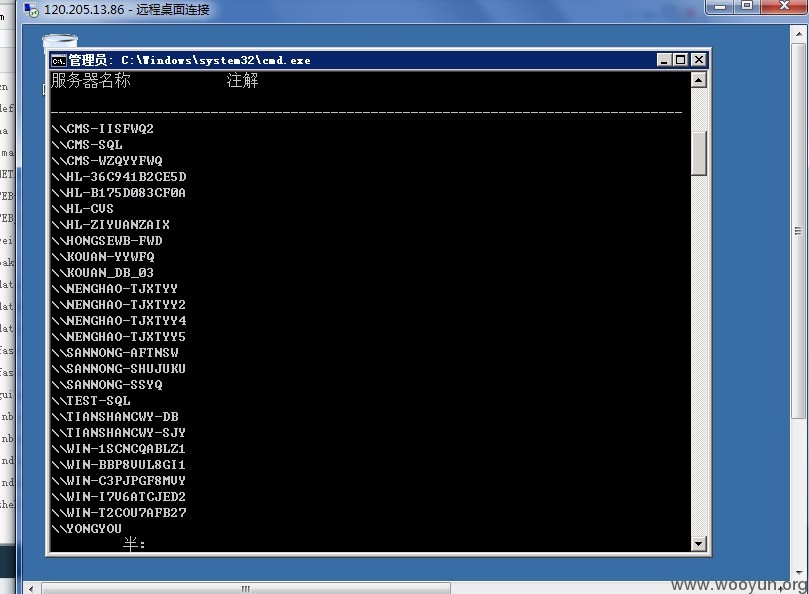 120.205.13.86 - 远程桌面连接
管理员: C:\Windows\system32\cmd.exe
服务器名称 注解
-------------------------------------------------------------------------------
\\CMS-IISFWQ2
\\CMS-SQL
\\CMS-WZQYYFWQ
\\HL-36C941B2CE5D
\\HL-B175D083CF0A
\\HL-CVS
\\HL-ZIYUANZAIX
\\HONGSEWB-FWD
\\KOUAN-YYWFQ
\\KOUAN_DB_03
\\NENGHAO-TJXTYY
\\NENGHAO-TJXTYY2
\\NENGHAO-TJXTYY4
\\NENGHAO-TJXTYY5
\\SANNONG-AFTNSW
\\SANNONG-SHUJUKU
\\SANNONG-SSYQ
\\TEST-SQL
\\TIANSHANCWY-DB
\\TIANSHANCWY-SJY
\\WIN-1SCNCQABLZ1
\\WIN-BBP8VUL8GI1
\\WIN-C3PJPGF8MVY
\\WIN-I7V6ATCJED2
\\WIN-T2COU7AFB27
\\YONGYOU
半:
www.wooyun.org